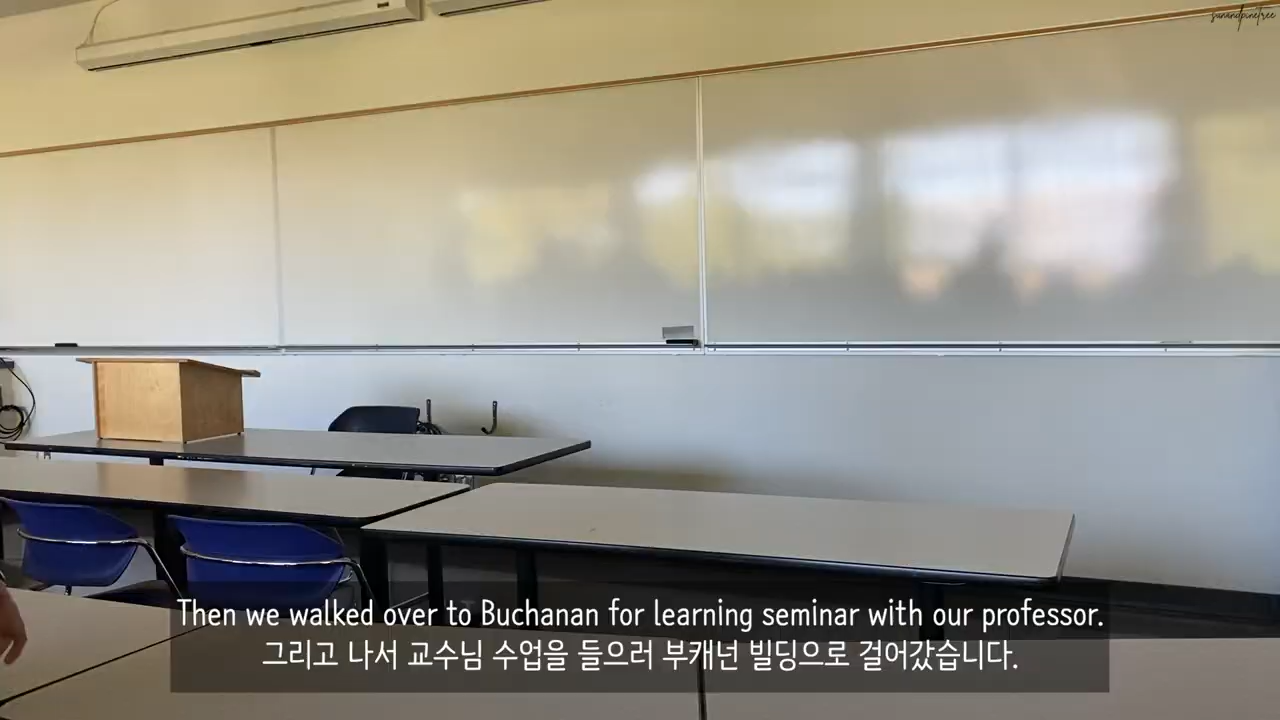 sunandpinetree
Then we walked over to Buchanan for learning seminar with our professor.
그리고 나서 교수님 수업을 들으러 부캐넌 빌딩으로 걸어갔습니다.